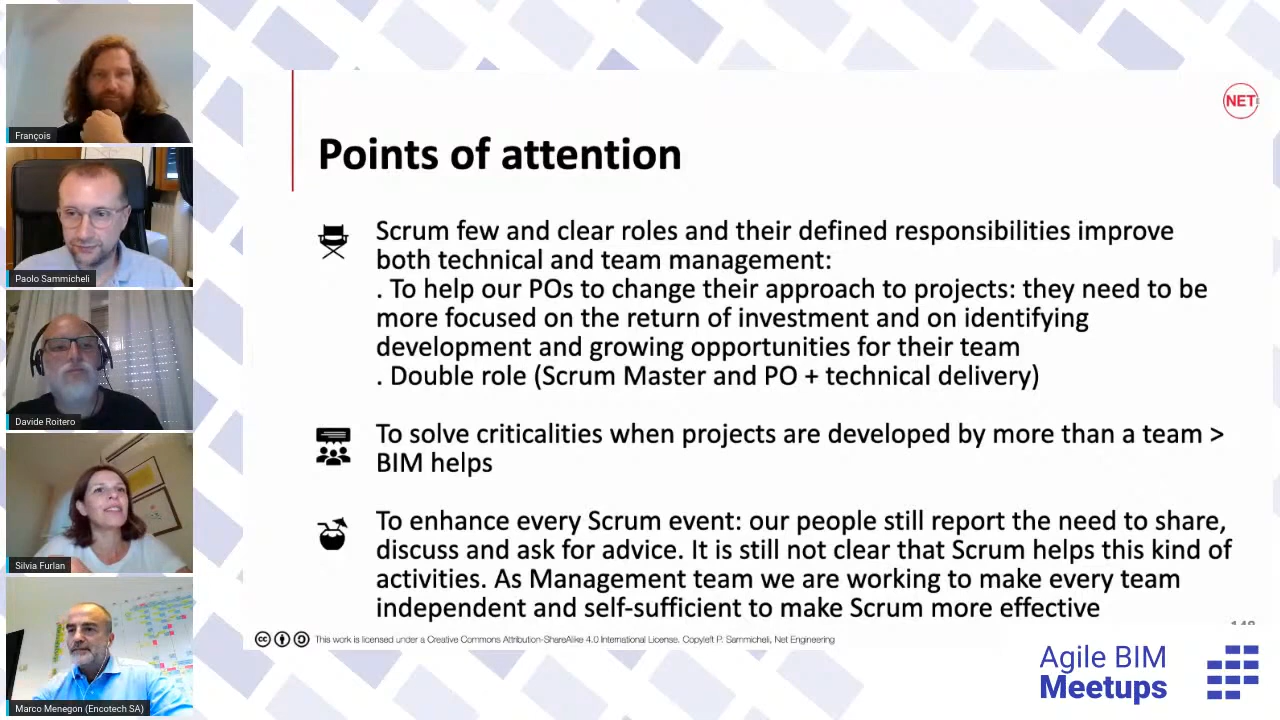 François
Paolo Sammicheli
Davide Roitero
Silvia Furlan
Marco Menegon (Encotech SA)
NET
Points of attention
Scrum few and clear roles and their defined responsibilities improve
both technical and team management:
. To help our POs to change their approach to projects: they need to be
more focused on the return of investment and on identifying
development and growing opportunities for their team
. Double role (Scrum Master and PO + technical delivery)
To solve criticalities when projects are developed by more than a team >
BIM helps
To enhance every Scrum event: our people still report the need to share,
discuss and ask for advice. It is still not clear that Scrum helps this kind of
activities. As Management team we are working to make every team
independent and self-sufficient to make Scrum more effective
This work is licensed under a Creative Commons Attribution-ShareAlike 4.0 International License. Copyleft P. Sammicheli, Net Engineering
Agile BIM
Meetups